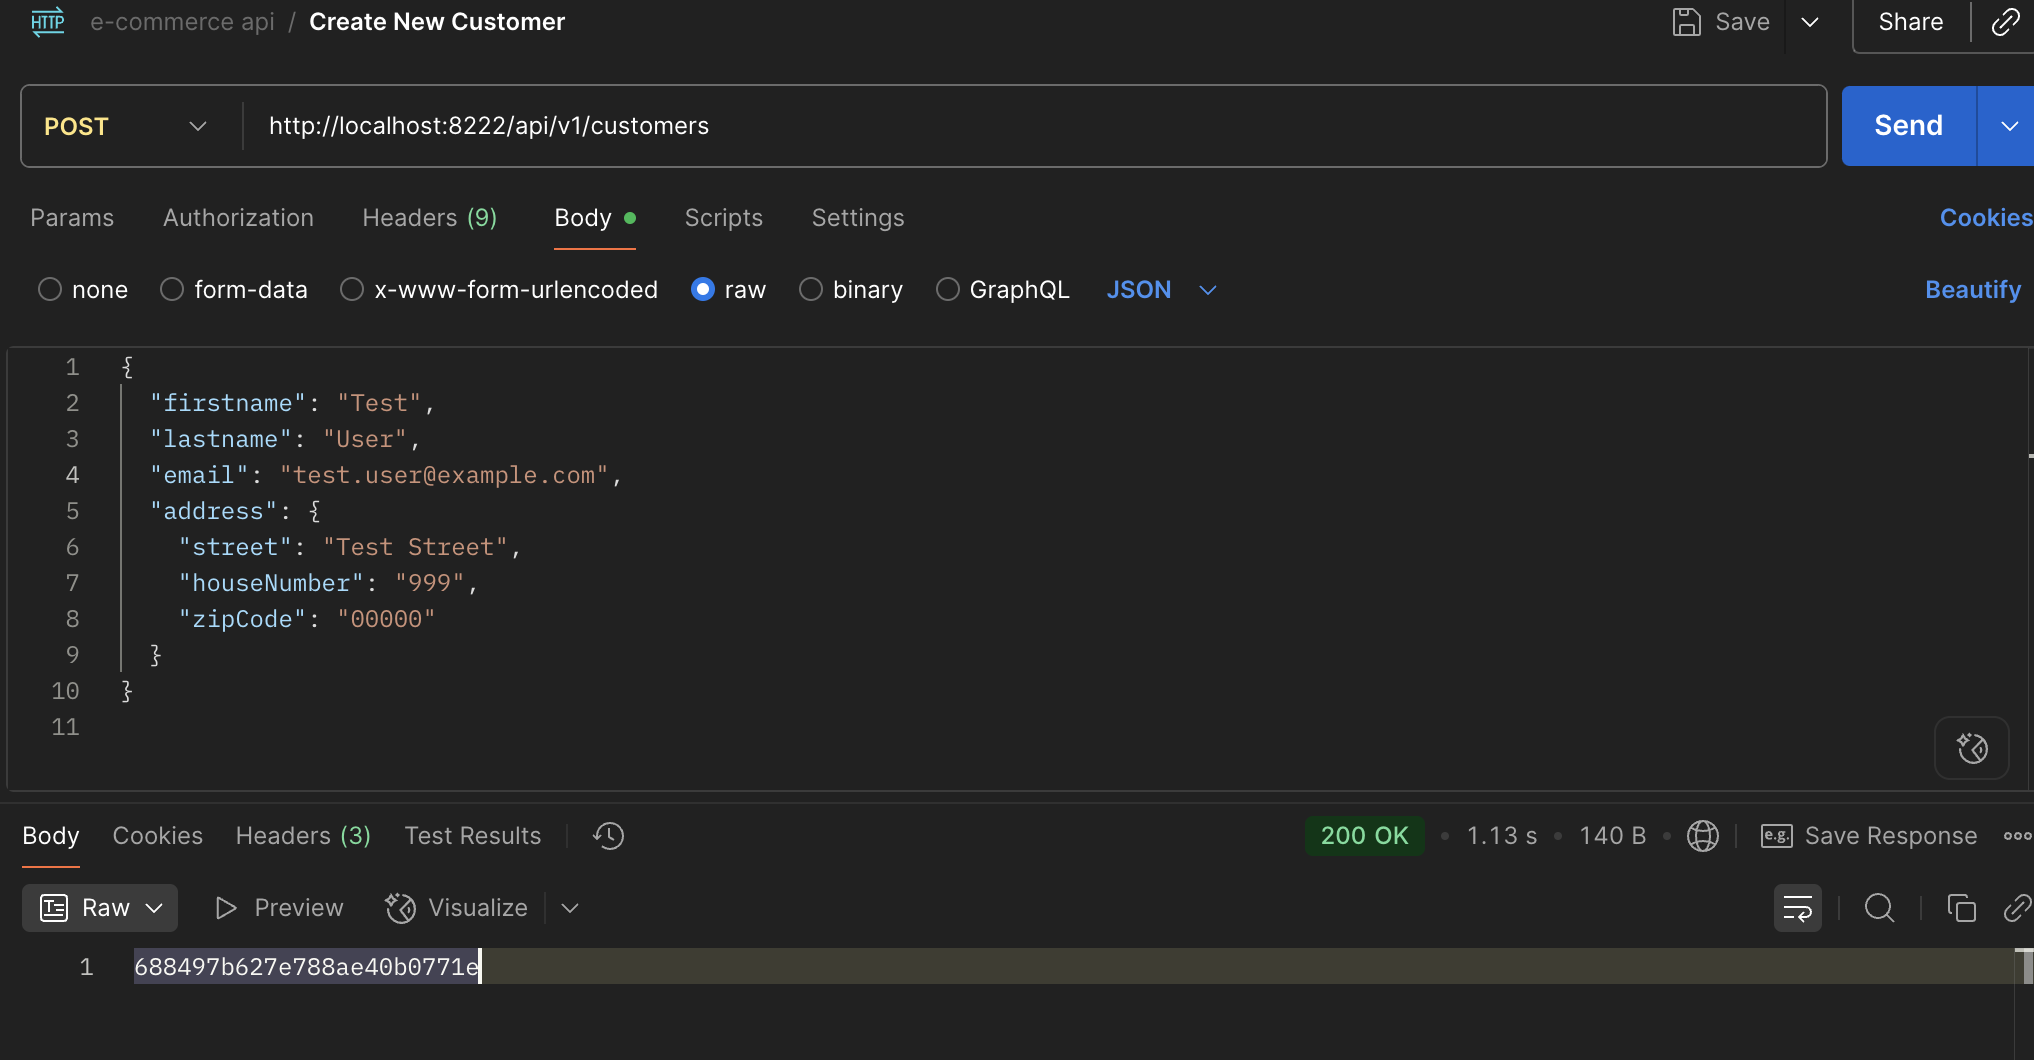 HTTP e-commerce api / Create New Customer Save Share
POST http://localhost:8222/api/v1/customers Send
Params Authorization Headers (9) Body Scripts Settings Cookies
none form-data x-www-form-urlencoded raw binary GraphQL JSON Beautify
1 {
2 "firstname": "Test",
3 "lastname": "User",
4 "email": "test.user@example.com",
5 "address": {
6 "street": "Test Street",
7 "houseNumber": "999",
8 "zipCode": "00000"
9 }
10 }
11
Body Cookies Headers (3) Test Results 200 OK • 1.13 s • 140 B • e.g. Save Response
Raw Preview Visualize
1 688497b627e788ae40b0771e